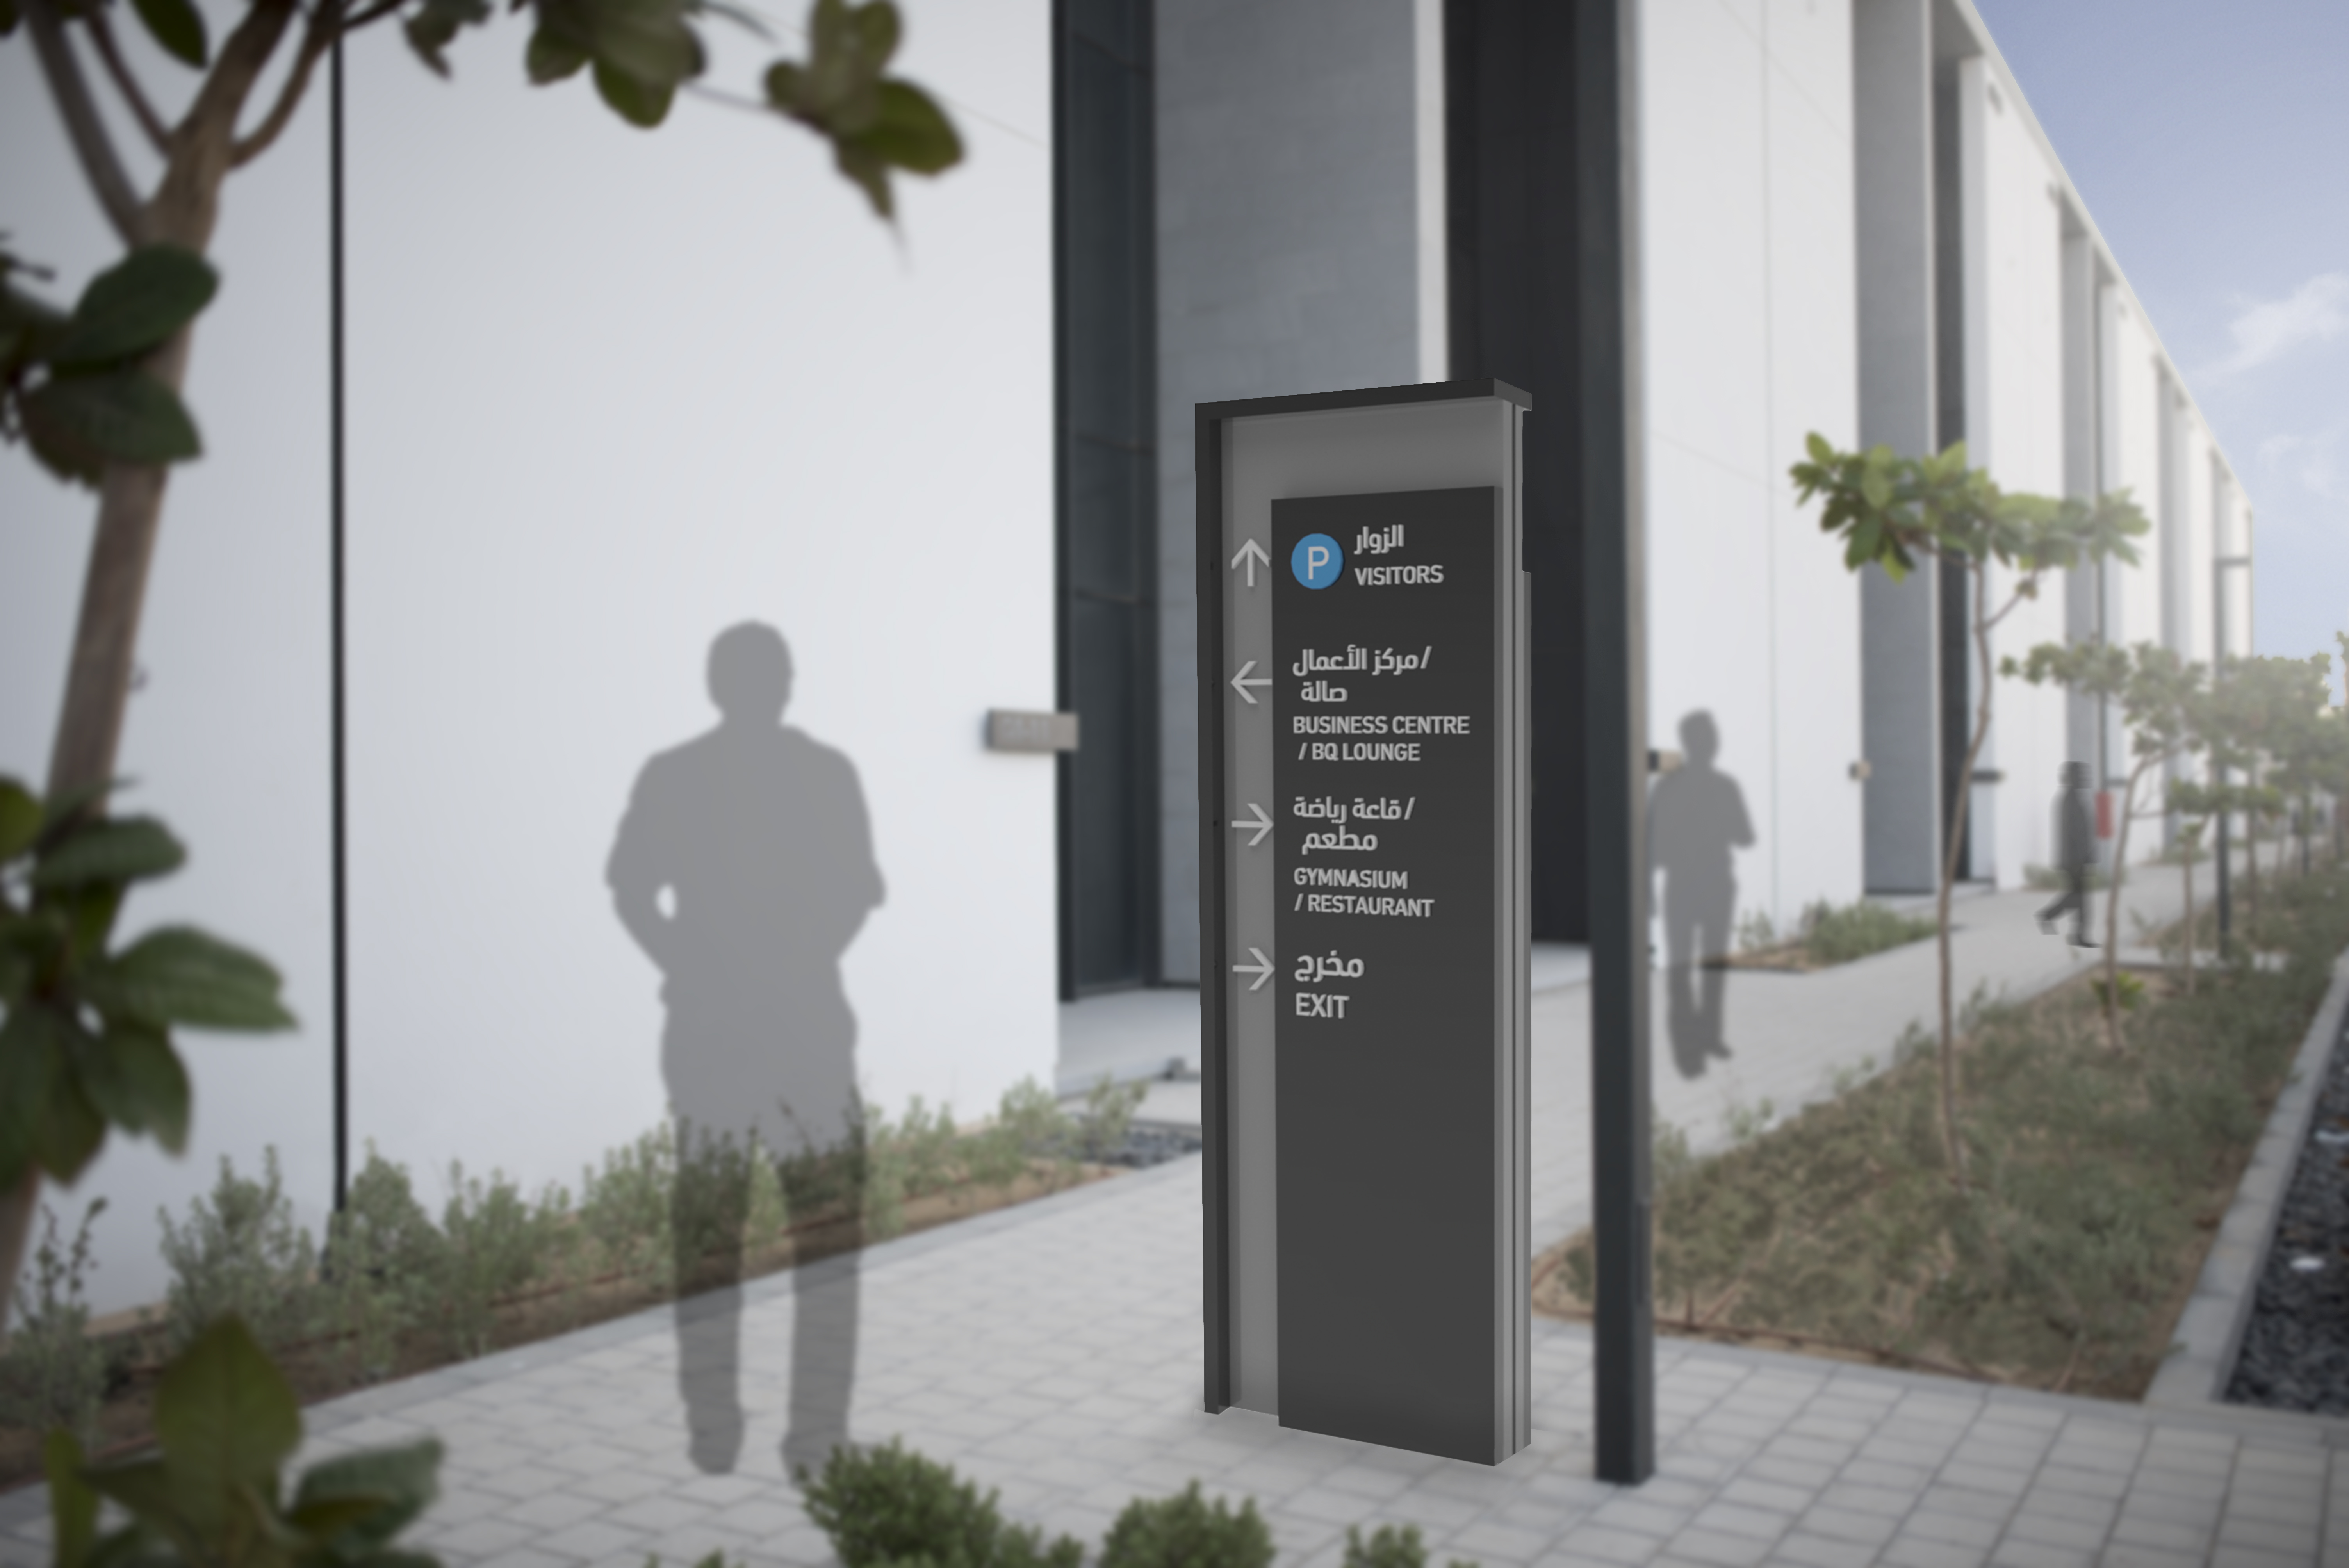 P
الزوار
VISITORS
مركز الأعمال/
صالة
BUSINESS CENTRE
/ BQ LOUNGE
قاعة رياضة/
مطعم
GYMNASIUM
/ RESTAURANT
مخرج
EXIT